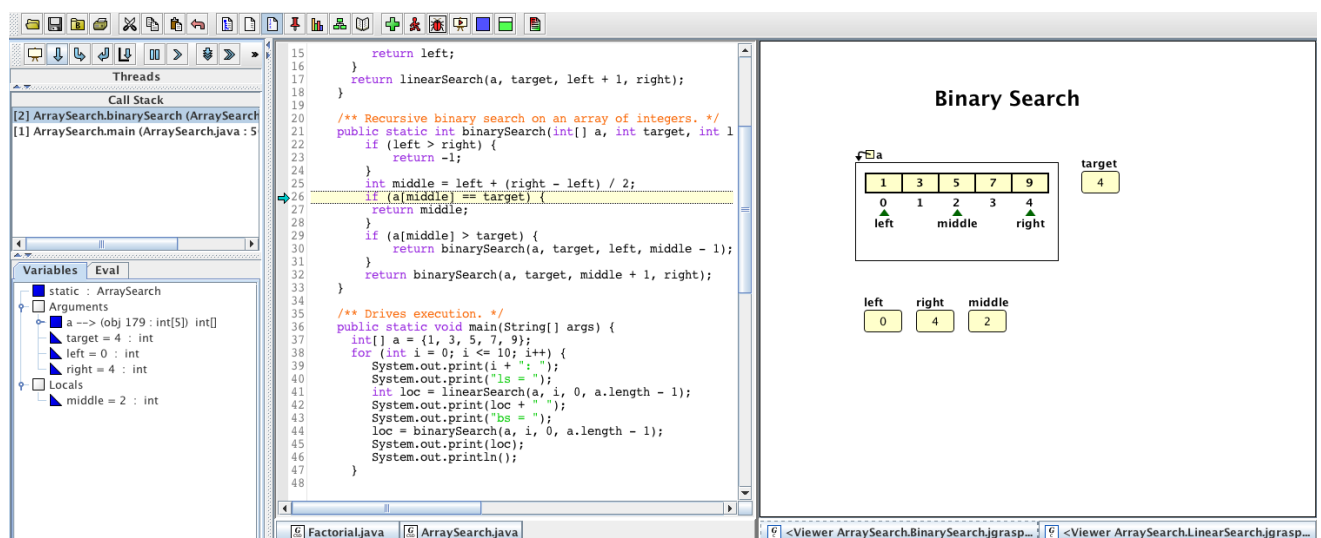 Threads
Call Stack
[2] ArraySearch.binarySearch (ArraySearch
[1] ArraySearch.main (ArraySearch.java : 5
Variables Eval
static : ArraySearch
Arguments
a --> (obj 179 : int[5]) int[]
target = 4 : int
left = 0 : int
right = 4 : int
Locals
middle = 2 : int
15 return left;
16 }
17 return linearSearch(a, target, left + 1, right);
18 }
19
20 /** Recursive binary search on an array of integers. */
21 public static int binarySearch(int[] a, int target, int l
22 if (left > right) {
23 return -1;
24 }
25 int middle = left + (right - left) / 2;
26 if (a[middle] == target) {
27 return middle;
28 }
29 if (a[middle] > target) {
30 return binarySearch(a, target, left, middle - 1);
31 }
32 return binarySearch(a, target, middle + 1, right);
33 }
34
35 /** Drives execution. */
36 public static void main(String[] args) {
37 int[] a = {1, 3, 5, 7, 9};
38 for (int i = 0; i <= 10; i++) {
39 System.out.print(i + ": ");
40 System.out.print("ls = ");
41 int loc = linearSearch(a, i, 0, a.length - 1);
42 System.out.print(loc + " ");
43 System.out.print("bs = ");
44 loc = binarySearch(a, i, 0, a.length - 1);
45 System.out.print(loc);
46 System.out.println();
47 }
48
Factorial.java ArraySearch.java
Binary Search
a
target
4
1 3 5 7 9
0 1 2 3 4
left middle right
left right middle
0 4 2
<Viewer ArraySearch.BinarySearch.jgrasp... <Viewer ArraySearch.LinearSearch.jgrasp...